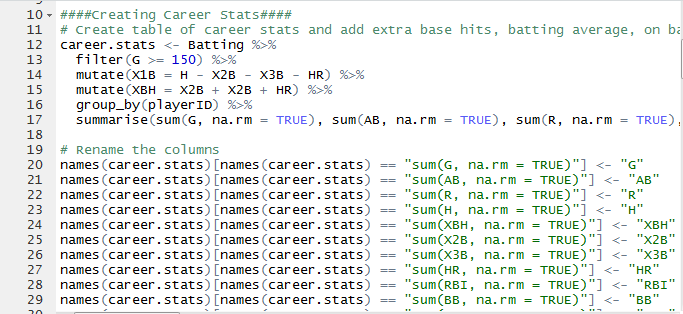 10 ####Creating Career Stats####
11 # Create table of career stats and add extra base hits, batting average, on ba
12 career.stats <- Batting %>%
13 filter(G >= 150) %>%
14 mutate(X1B = H - X2B - X3B - HR) %>%
15 mutate(XBH = X2B + X2B + HR) %>%
16 group_by(playerID) %>%
17 summarise(sum(G, na.rm = TRUE), sum(AB, na.rm = TRUE), sum(R, na.rm = TRUE),
18
19 # Rename the columns
20 names(career.stats)[names(career.stats) == "sum(G, na.rm = TRUE)"] <- "G"
21 names(career.stats)[names(career.stats) == "sum(AB, na.rm = TRUE)"] <- "AB"
22 names(career.stats)[names(career.stats) == "sum(R, na.rm = TRUE)"] <- "R"
23 names(career.stats)[names(career.stats) == "sum(H, na.rm = TRUE)"] <- "H"
24 names(career.stats)[names(career.stats) == "sum(XBH, na.rm = TRUE)"] <- "XBH"
25 names(career.stats)[names(career.stats) == "sum(X2B, na.rm = TRUE)"] <- "X2B"
26 names(career.stats)[names(career.stats) == "sum(X3B, na.rm = TRUE)"] <- "X3B"
27 names(career.stats)[names(career.stats) == "sum(HR, na.rm = TRUE)"] <- "HR"
28 names(career.stats)[names(career.stats) == "sum(RBI, na.rm = TRUE)"] <- "RBI"
29 names(career.stats)[names(career.stats) == "sum(BB, na.rm = TRUE)"] <- "BB"